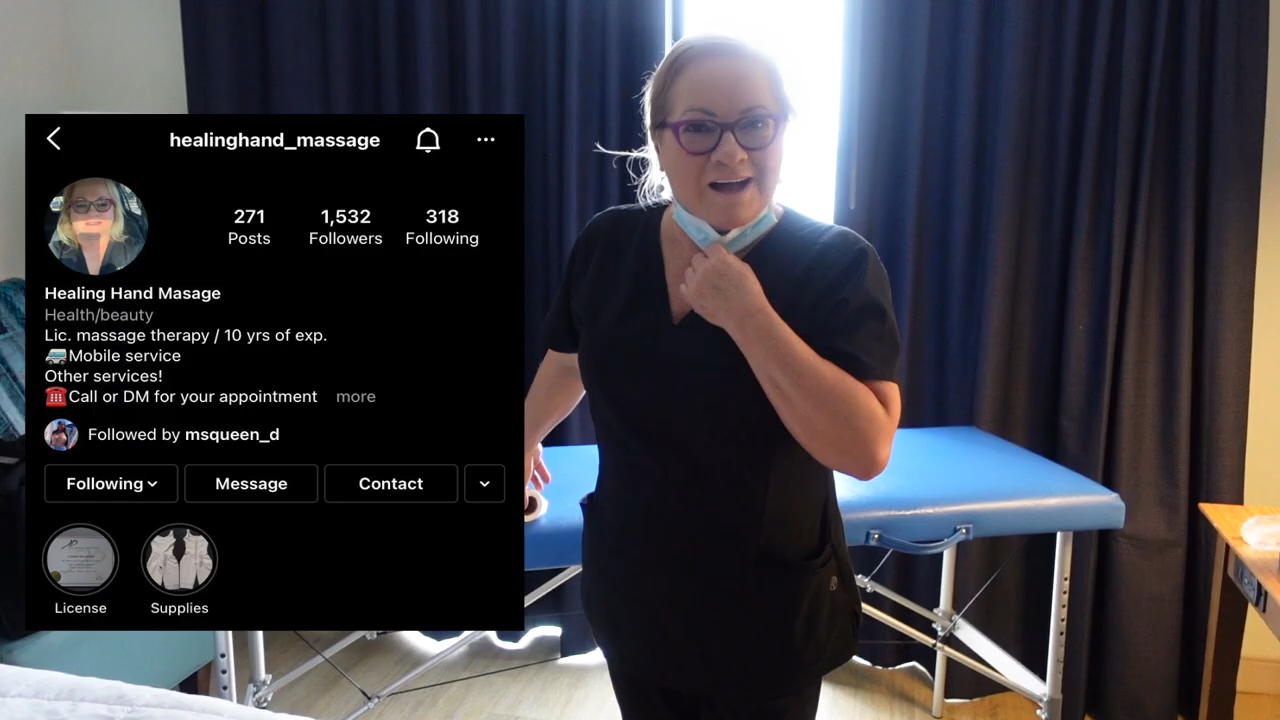 healinghand_massage
271 1,532 318
Posts Followers Following
Healing Hand Masage
Health/beauty
Lic. massage therapy / 10 yrs of exp.
🚐Mobile service
Other services!
☎️Call or DM for your appointment more
Followed by msqueen_d
Following Message Contact
License Supplies